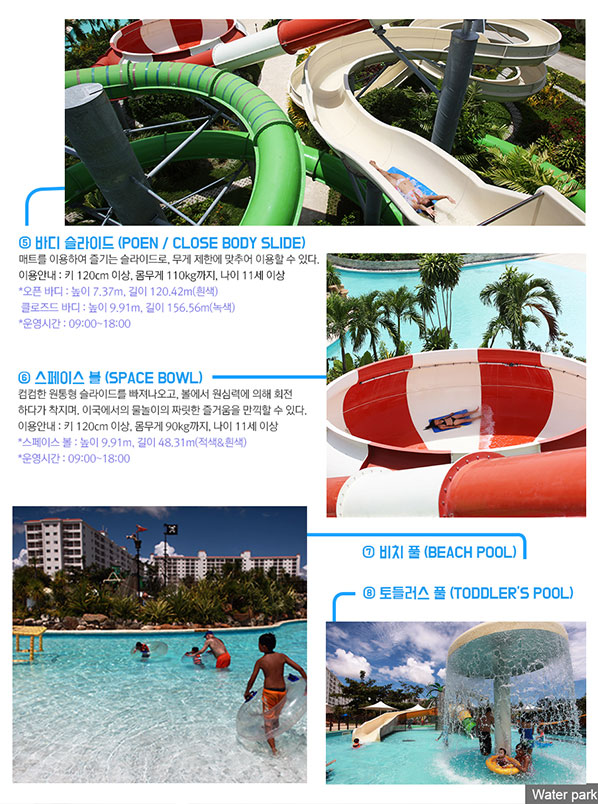 ⑤ 바디 슬라이드 (POEN / CLOSE BODY SLIDE)
매트를 이용하여 즐기는 슬라이드로, 무게 제한에 맞추어 이용할 수 있다.
이용안내 : 키 120cm 이상, 몸무게 110kg까지, 나이 11세 이상
*오픈 바디 : 높이 7.37m, 길이 120.42m(흰색)
클로즈드 바디 : 높이 9.91m, 길이 156.56m(녹색)
*운영시간 : 09:00~18:00
⑥ 스페이스 볼 (SPACE BOWL)
컴컴한 원통형 슬라이드를 빠져나오고, 볼에서 원심력에 의해 회전
하다가 착지며, 이국에서의 물놀이의 짜릿한 즐거움을 만끽할 수 있다.
이용안내 : 키 120cm 이상, 몸무게 90kg까지, 나이 11세 이상
*스페이스 볼 : 높이 9.91m, 길이 48.31m(적색&흰색)
*운영시간 : 09:00~18:00
⑦ 비치 풀 (BEACH POOL)
⑧ 토들러스 풀 (TODDLER'S POOL)
Water park